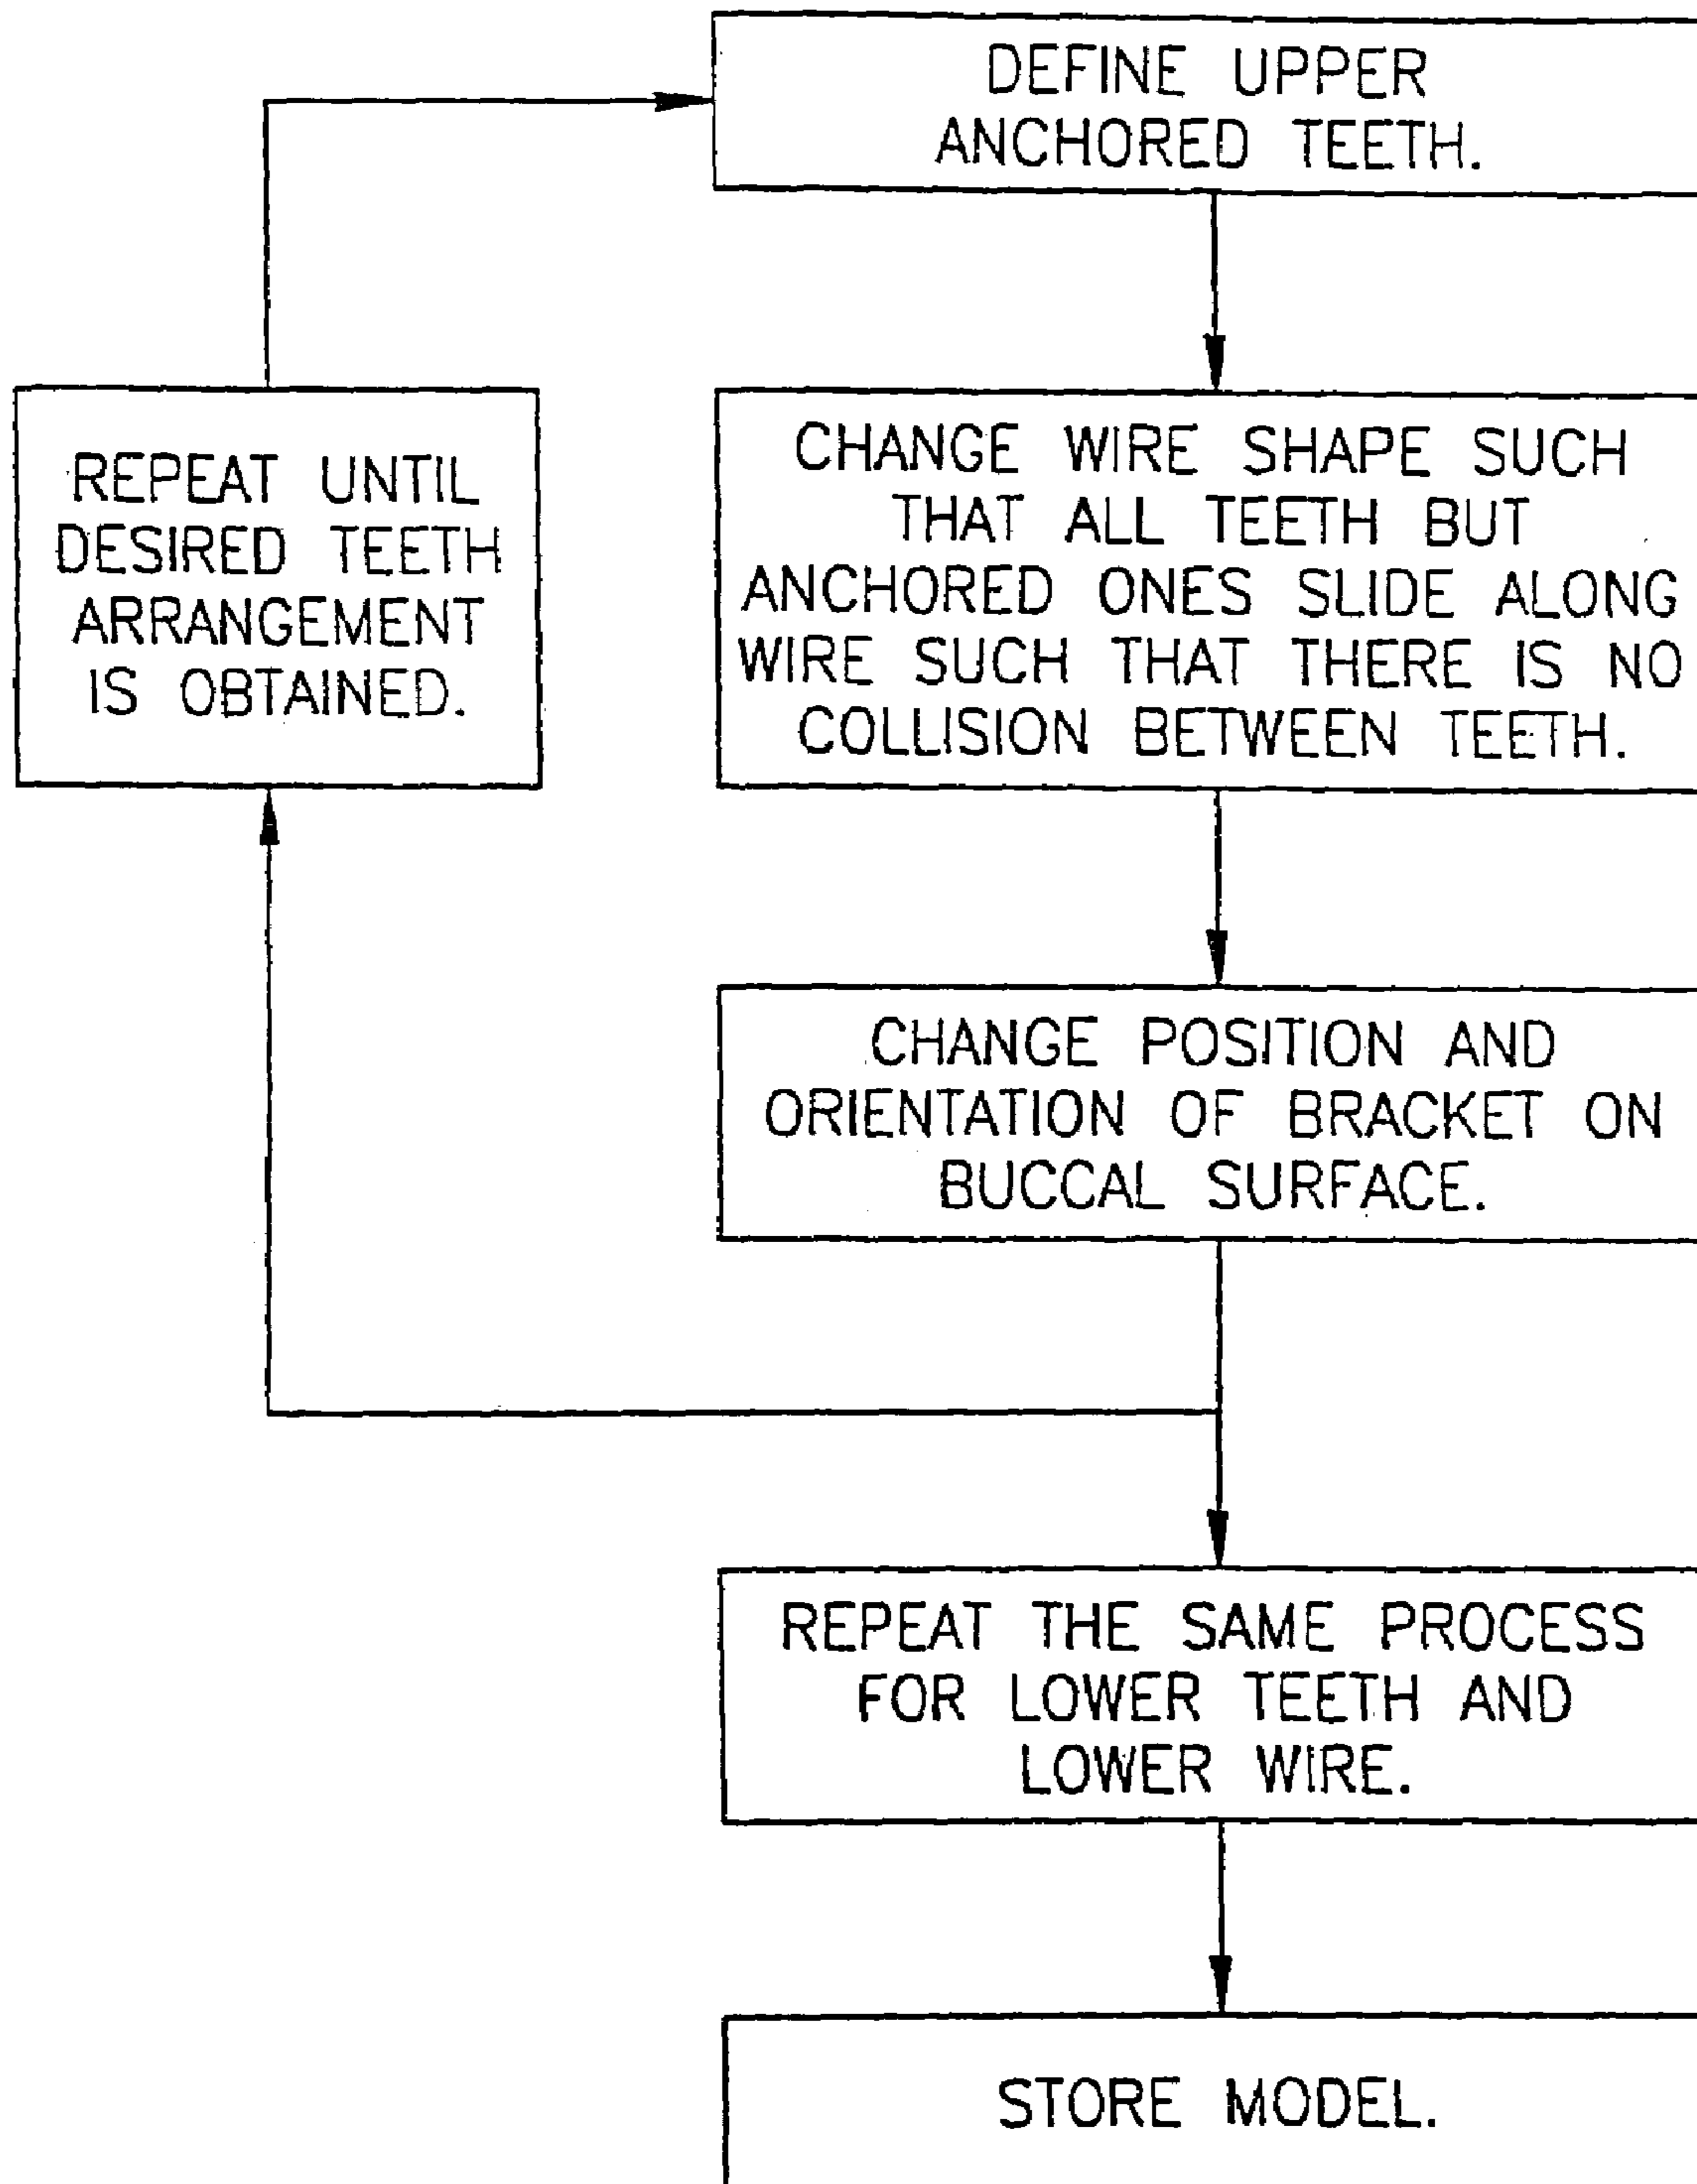 DEFINE UPPER
ANCHORED TEETH.
CHANGE WIRE SHAPE SUCH
THAT ALL TEETH BUT
ANCHORED ONES SLIDE ALONG
WIRE SUCH THAT THERE IS NO
COLLISION BETWEEN TEETH.
REPEAT UNTIL
DESIRED TEETH
ARRANGEMENT
IS OBTAINED.
CHANGE POSITION AND
ORIENTATION OF BRACKET ON
BUCCAL SURFACE.
REPEAT THE SAME PROCESS
FOR LOWER TEETH AND
LOWER WIRE.
STORE MODEL.